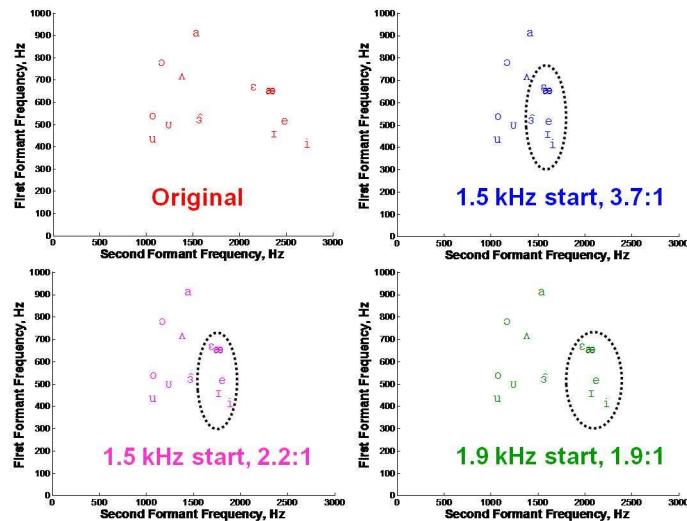 First Formant Frequency, Hz
1000
900
800
700
600
500
400
300
200
100
0
a
ɔ
ʌ
ɛ æ
o ʊ ɝ e
u ɪ
i
Original
0 500 1000 1500 2000 2500 3000
Second Formant Frequency, Hz
First Formant Frequency, Hz
1000
900
800
700
600
500
400
300
200
100
0
a
ɔ
ʌ
ɛ æ
o ʊ ɝ e
u ɪ
i
1.5 kHz start, 3.7:1
0 500 1000 1500 2000 2500 3000
Second Formant Frequency, Hz
First Formant Frequency, Hz
1000
900
800
700
600
500
400
300
200
100
0
a
ɔ
ʌ
ɛ æ
o ʊ ɝ e
u ɪ
i
1.5 kHz start, 2.2:1
0 500 1000 1500 2000 2500 3000
Second Formant Frequency, Hz
First Formant Frequency, Hz
1000
900
800
700
600
500
400
300
200
100
0
a
ɔ
ʌ
ɛ æ
o ʊ ɝ e
u ɪ
i
1.9 kHz start, 1.9:1
0 500 1000 1500 2000 2500 3000
Second Formant Frequency, Hz